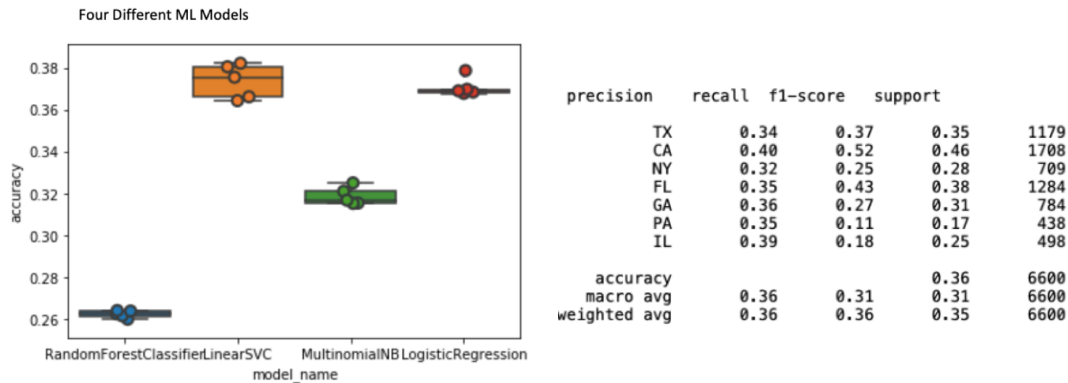 Four Different ML Models
accuracy
0.38
0.36
0.34
0.32
0.30
0.28
0.26
RandomForestClassifier LinearSVC MultinomialNB LogisticRegression
model_name
precision recall f1-score support
TX 0.34 0.37 0.35 1179
CA 0.40 0.52 0.46 1708
NY 0.32 0.25 0.28 709
FL 0.35 0.43 0.38 1284
GA 0.36 0.27 0.31 784
PA 0.35 0.11 0.17 438
IL 0.39 0.18 0.25 498
accuracy 0.36 6600
macro avg 0.36 0.31 0.31 6600
weighted avg 0.36 0.36 0.35 6600